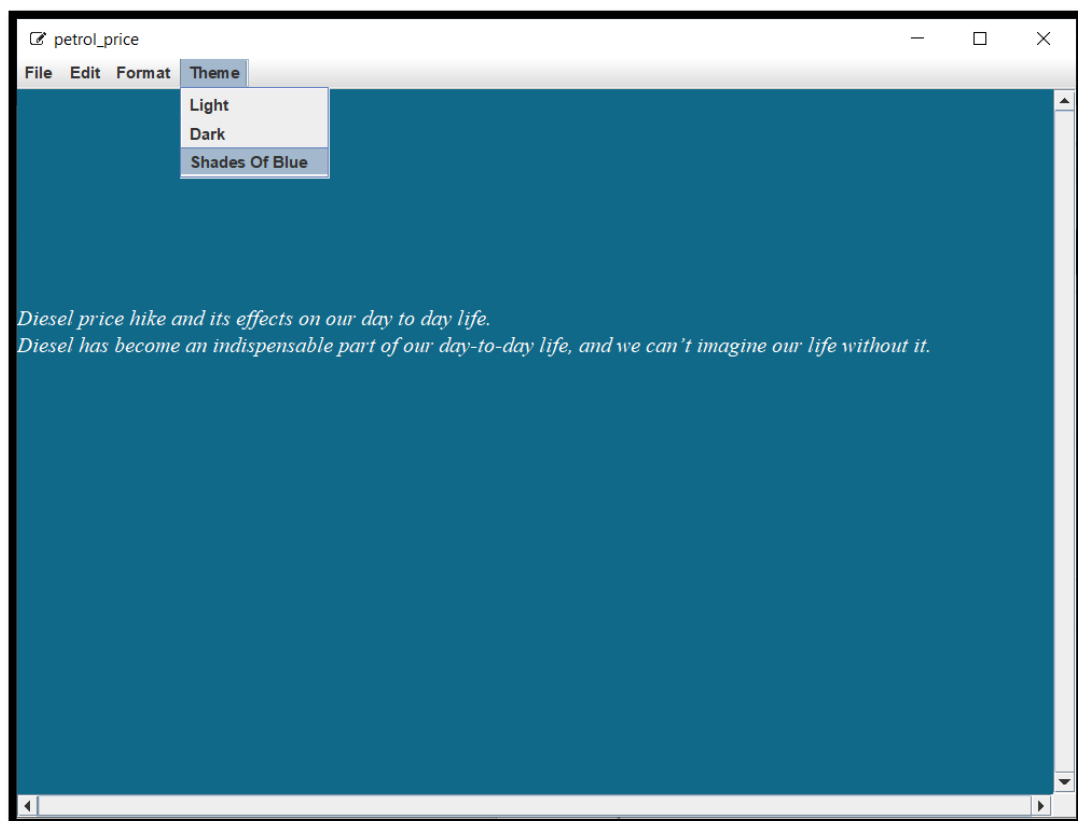 petrol_price
File Edit Format Theme
Light
Dark
Shades Of Blue
Diesel price hike and its effects on our day to day life.
Diesel has become an indispensable part of our day-to-day life, and we can’t imagine our life without it.